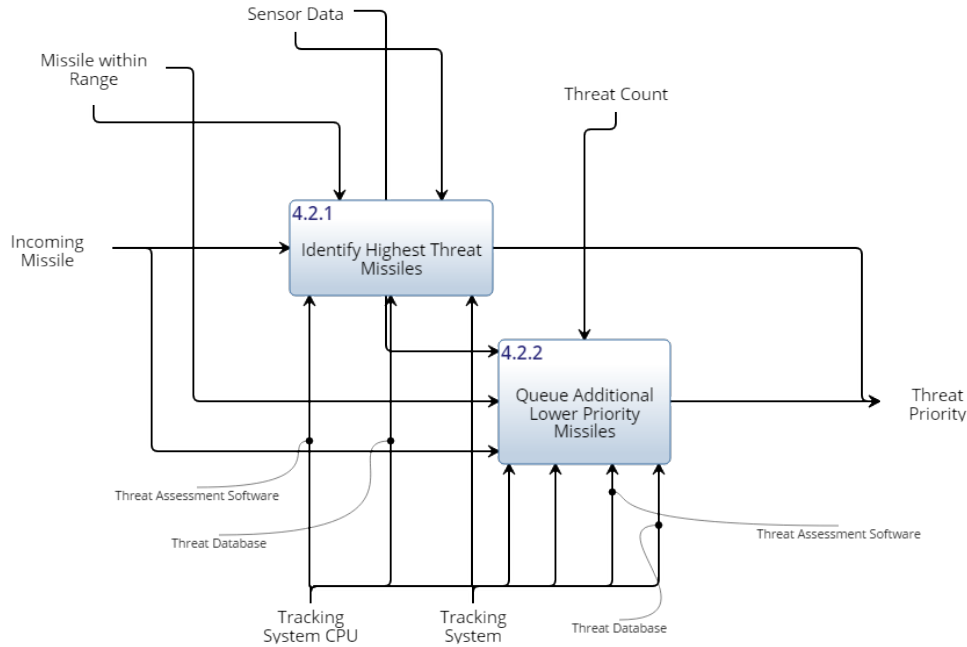 Sensor Data
Missile within
Range
Threat Count
4.2.1
Identify Highest Threat
Missiles
Incoming
Missile
4.2.2
Queue Additional
Lower Priority
Missiles
Threat
Priority
Threat Assessment Software
Threat Database
Threat Assessment Software
Tracking
System CPU
Tracking
System
Threat Database